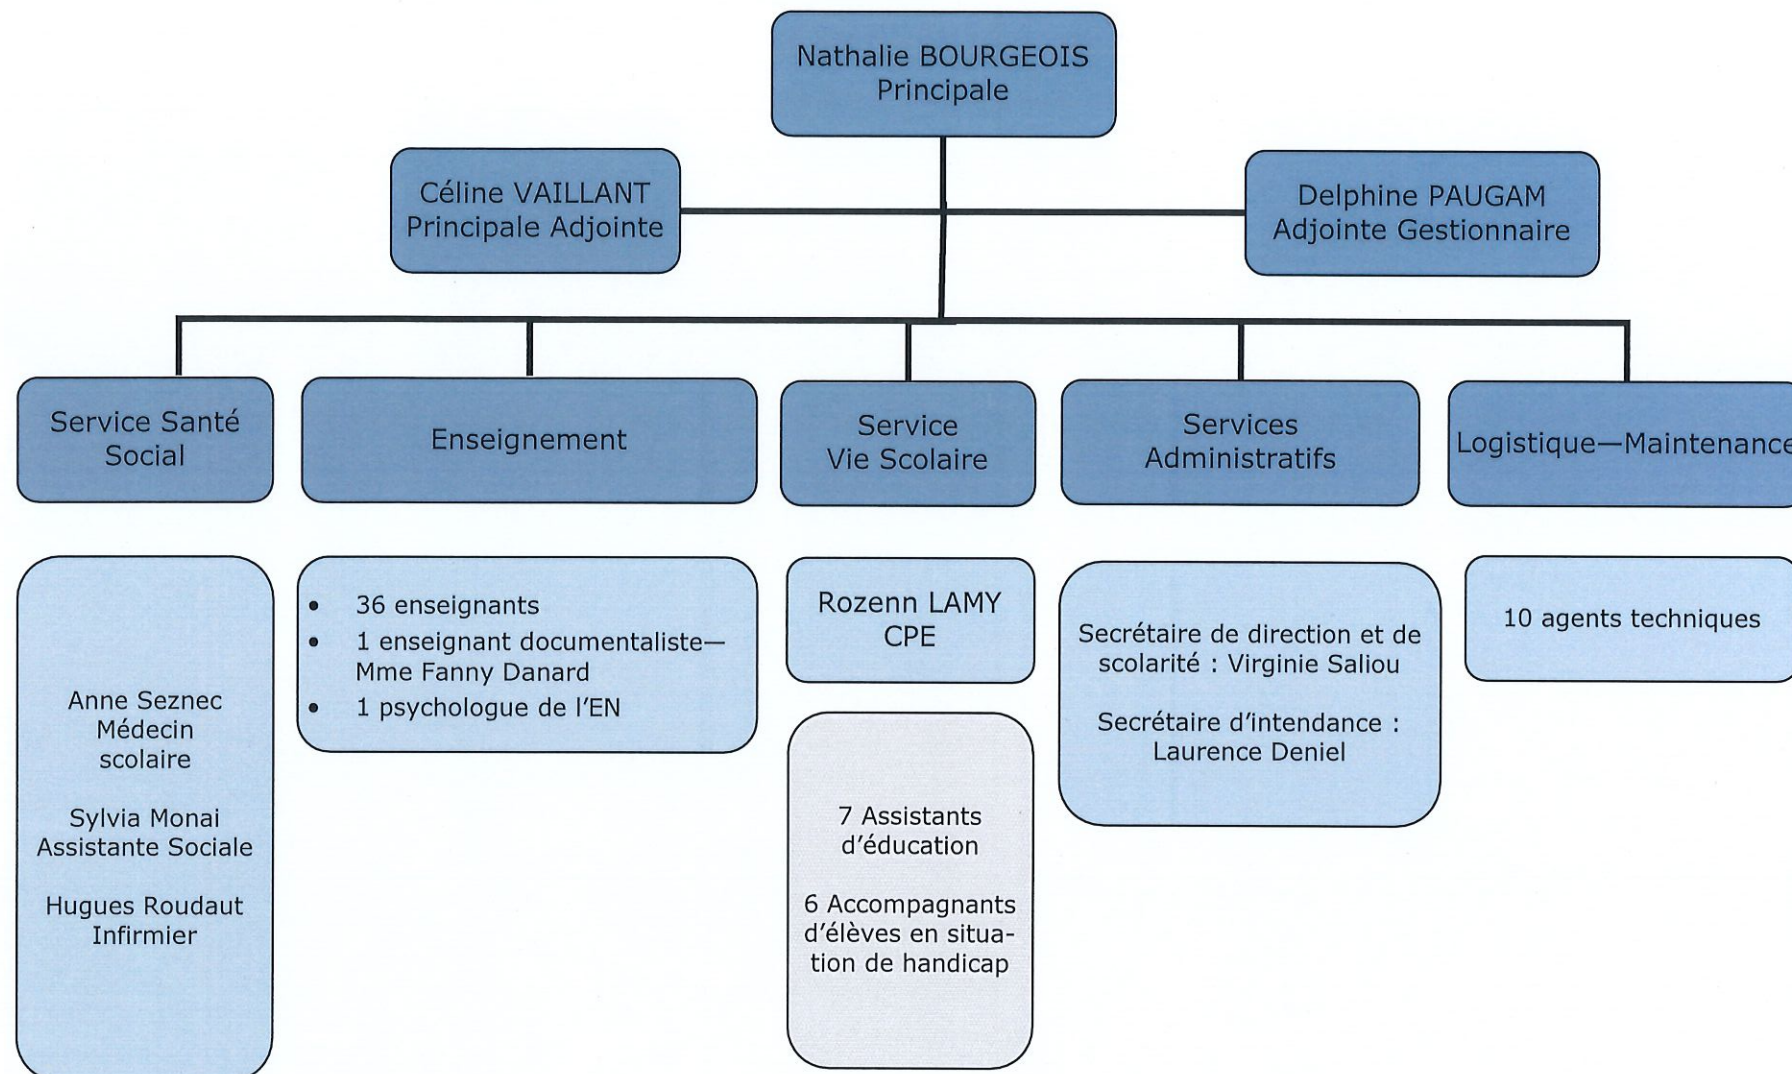 Nathalie BOURGEOIS
Principale
Céline VAILLANT
Principale Adjointe
Delphine PAUGAM
Adjointe Gestionnaire
Service Santé
Social
Enseignement
Service
Vie Scolaire
Services
Administratifs
Logistique—Maintenance
Anne Seznec
Médecin
scolaire
Sylvia Monai
Assistante Sociale
Hugues Roudaut
Infirmier
• 36 enseignants
• 1 enseignant documentaliste—
Mme Fanny Danard
• 1 psychologue de l’EN
Rozenn LAMY
CPE
7 Assistants
d’éducation
6 Accompagnants
d’élèves en situa-
tion de handicap
Secrétaire de direction et de
scolarité : Virginie Saliou
Secrétaire d’intendance :
Laurence Deniel
10 agents techniques